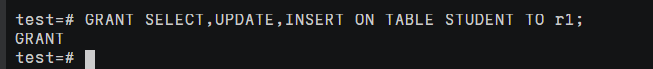 test=# GRANT SELECT,UPDATE,INSERT ON TABLE STUDENT TO r1;
GRANT
test=#